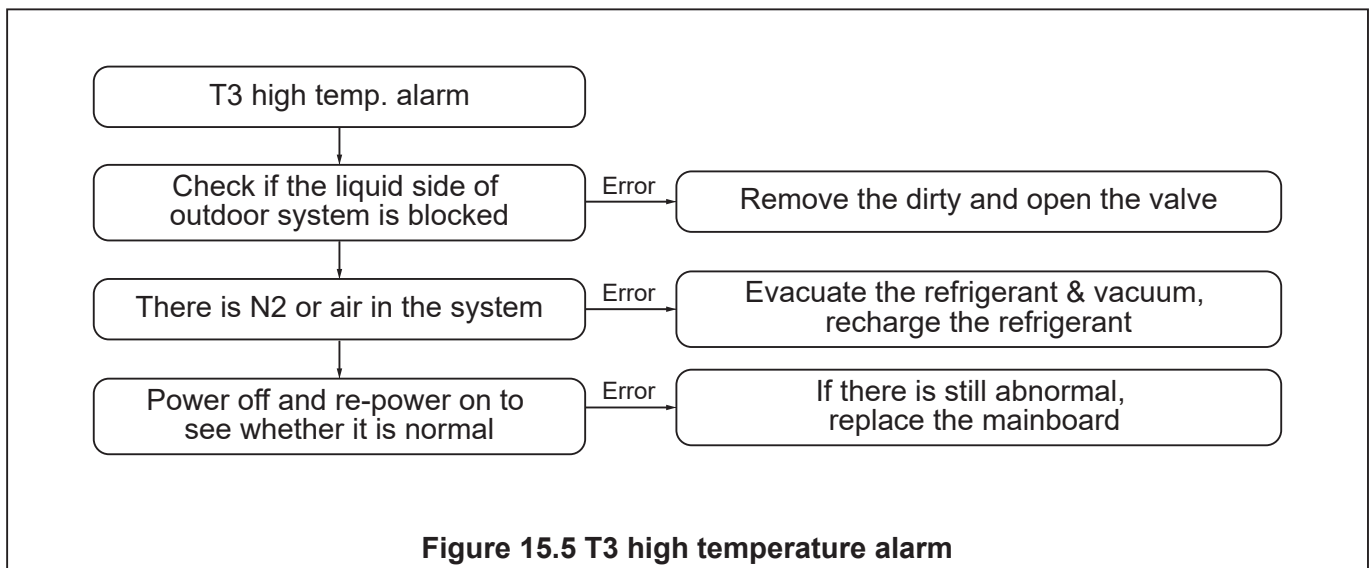 T3 high temp. alarm
Check if the liquid side of
outdoor system is blocked
Error
Remove the dirty and open the valve
There is N2 or air in the system
Error
Evacuate the refrigerant & vacuum,
recharge the refrigerant
Power off and re-power on to
see whether it is normal
Error
If there is still abnormal,
replace the mainboard
Figure 15.5 T3 high temperature alarm